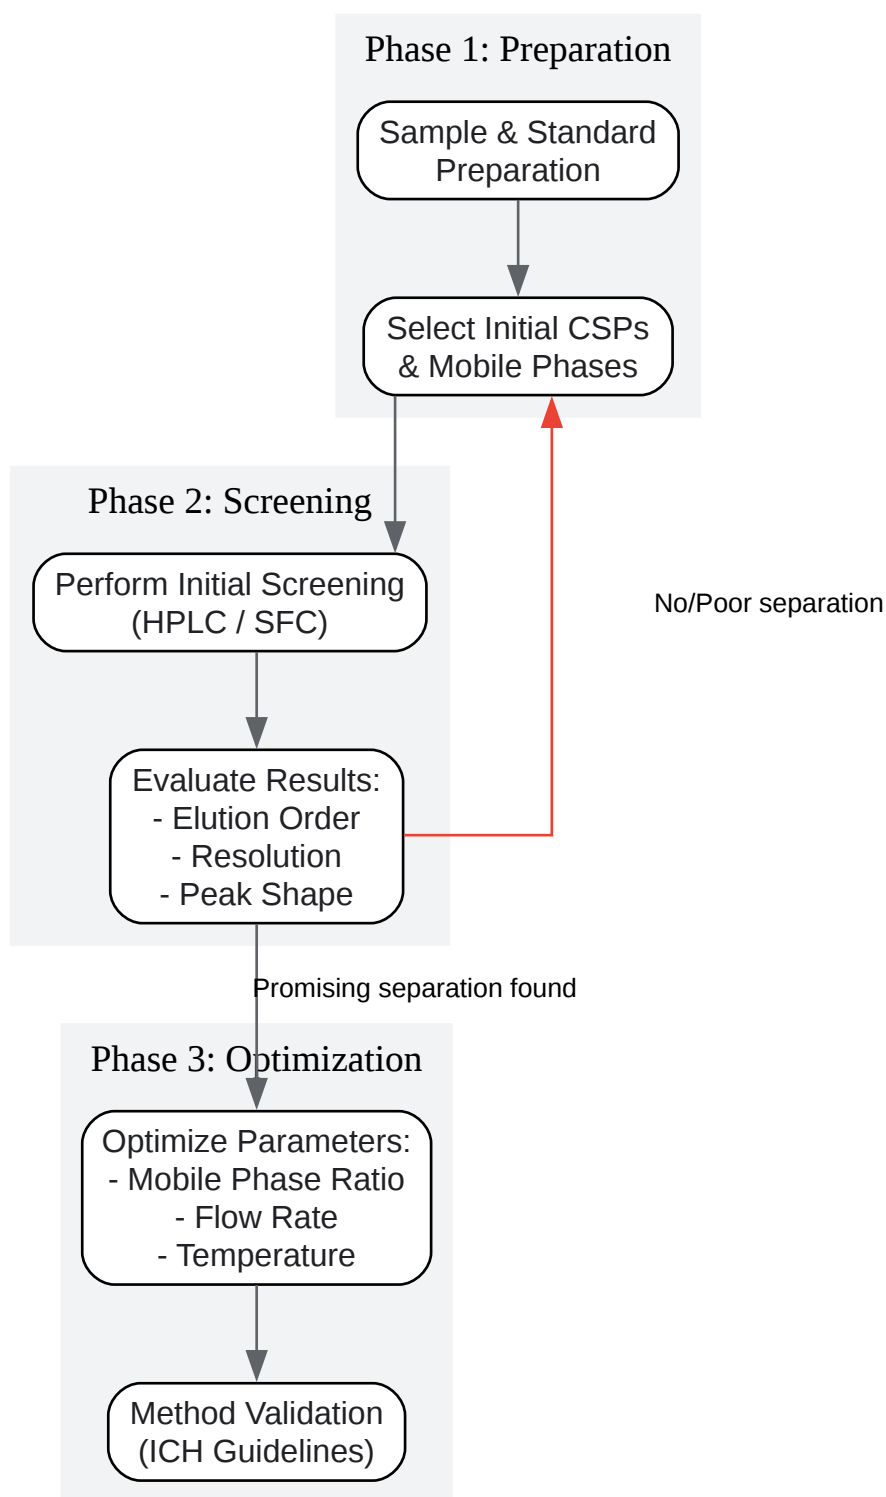 Phase 1: Preparation
Sample & Standard
Preparation
Select Initial CSPs
& Mobile Phases
Phase 2: Screening
Perform Initial Screening
(HPLC / SFC)
No/Poor separation
Evaluate Results:
- Elution Order
- Resolution
- Peak Shape
Promising separation found
Phase 3: Optimization
Optimize Parameters:
- Mobile Phase Ratio
- Flow Rate
- Temperature
Method Validation
(ICH Guidelines)